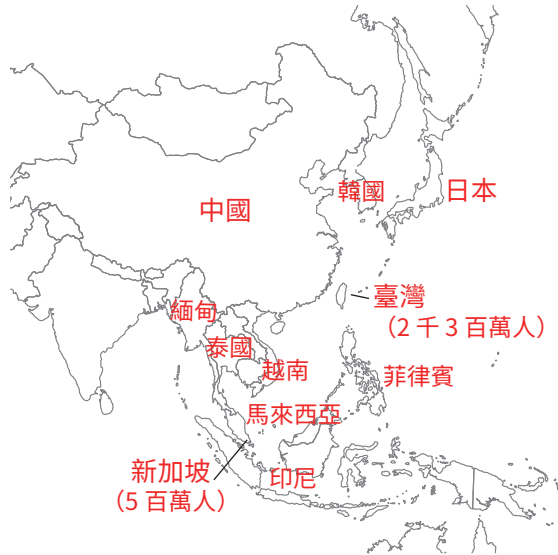 韓國
日本
中國
臺灣
（2 千 3 百萬人）
緬甸
泰國
越南
菲律賓
馬來西亞
新加坡
（5 百萬人）
印尼